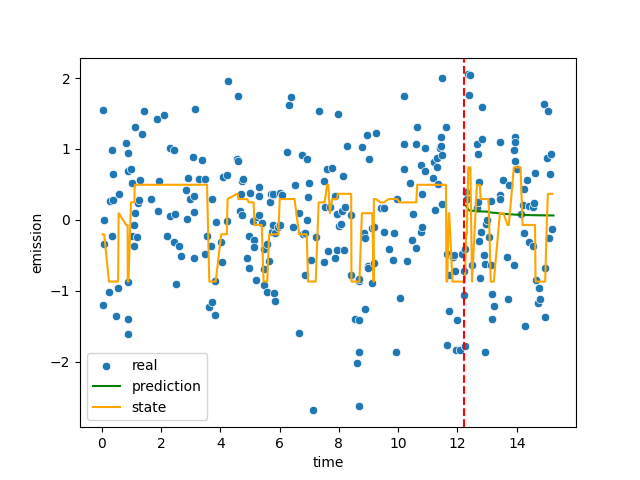 2
1
0
−1
−2
emission
real
prediction
state
0 2 4 6 8 10 12 14
time